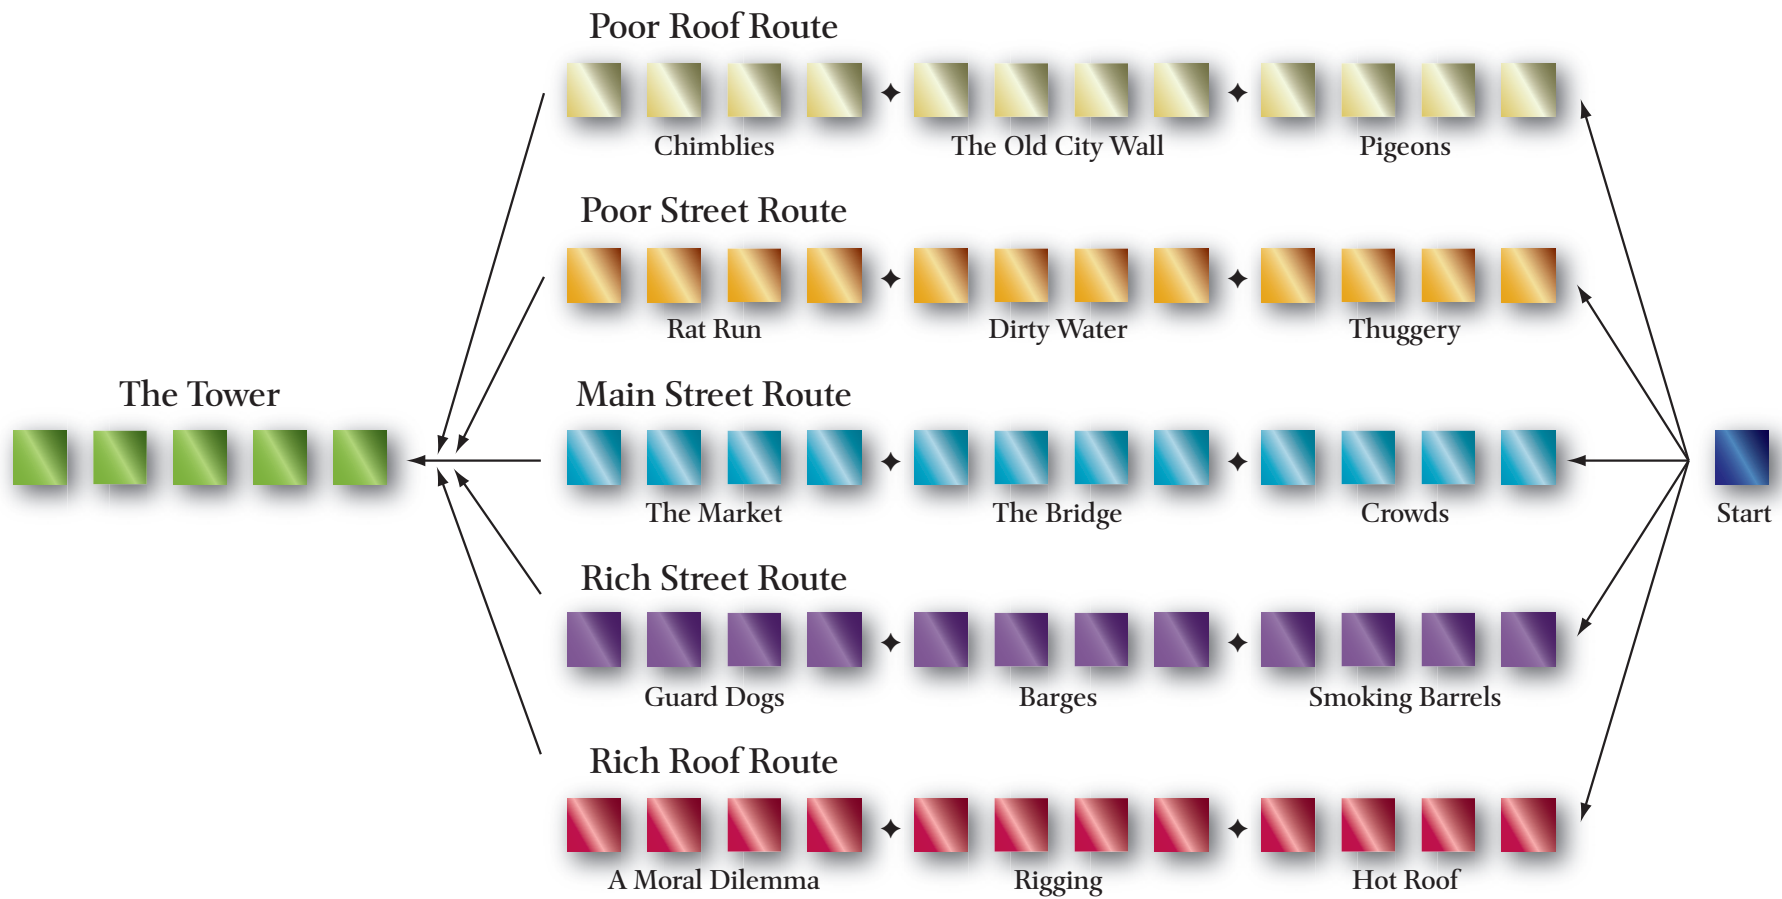 Poor Roof Route
Chimblies The Old City Wall Pigeons
Poor Street Route
Rat Run Dirty Water Thuggery
The Tower
Main Street Route
The Market The Bridge Crowds Start
Rich Street Route
Guard Dogs Barges Smoking Barrels
Rich Roof Route
A Moral Dilemma Rigging Hot Roof